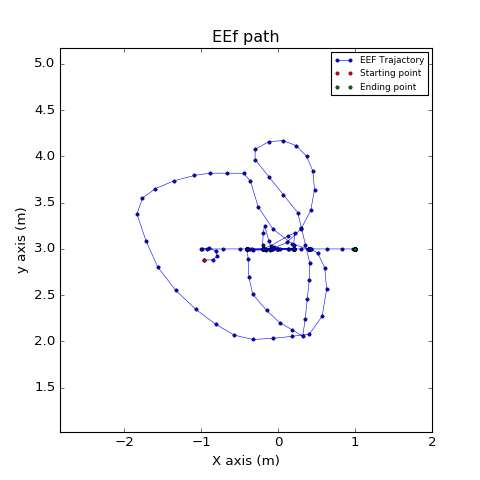 EEf path
EEF Trajactory
Starting point
Ending point
5.0
4.5
4.0
3.5
3.0
2.5
2.0
1.5
y axis (m)
−2
−1
0
1
2
X axis (m)